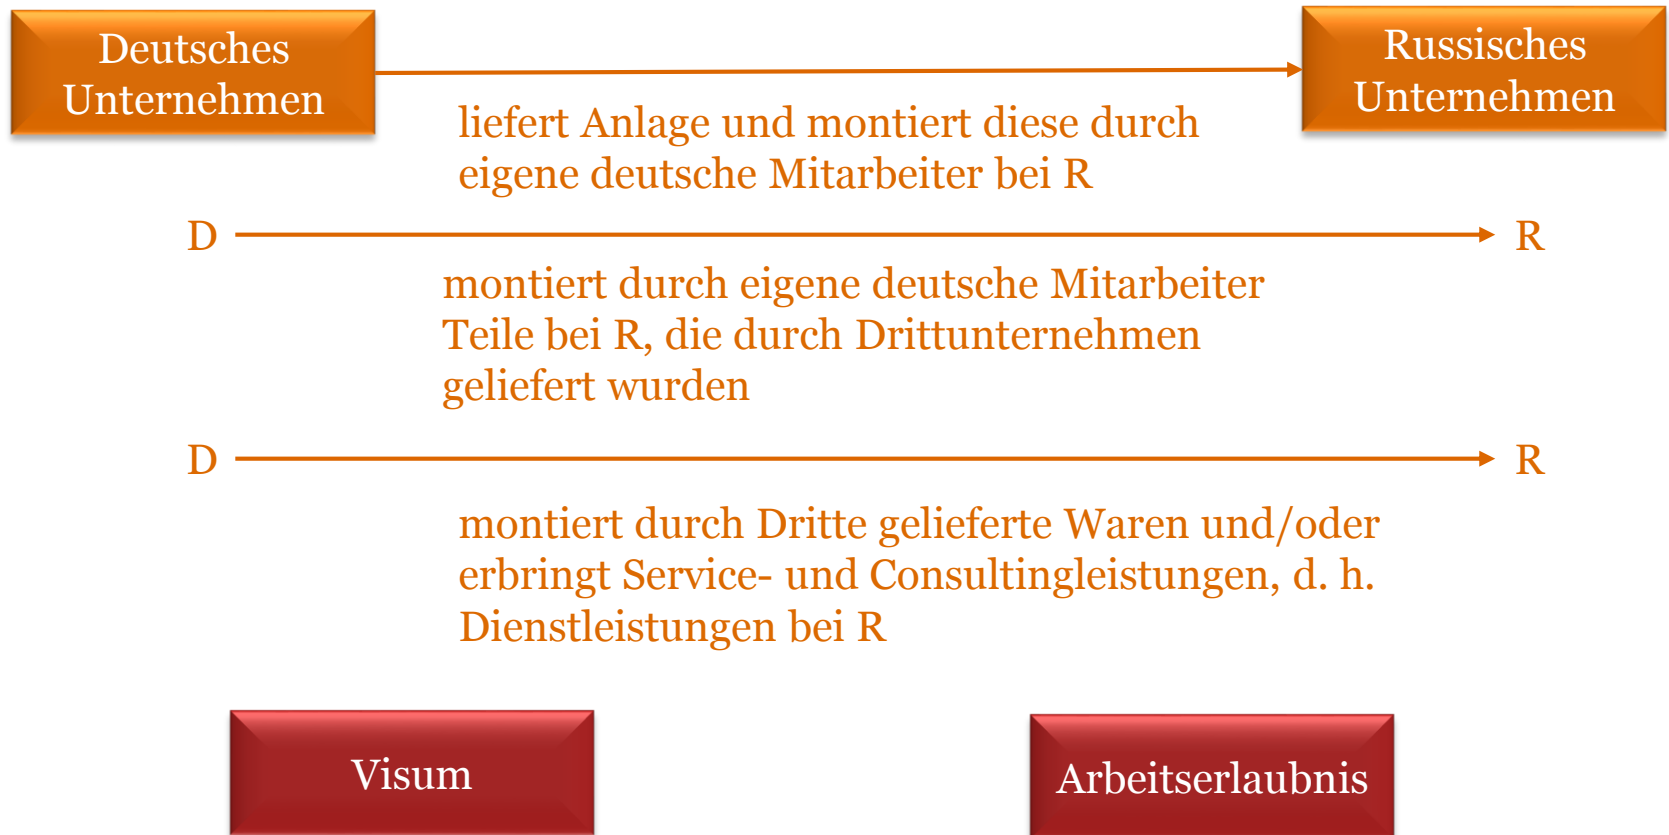 Deutsches
Unternehmen
Russisches
Unternehmen
liefert Anlage und montiert diese durch
eigene deutsche Mitarbeiter bei R
D
R
montiert durch eigene deutsche Mitarbeiter
Teile bei R, die durch Drittunternehmen
geliefert wurden
D
R
montiert durch Dritte gelieferte Waren und/oder
erbringt Service- und Consultingleistungen, d. h.
Dienstleistungen bei R
Visum
Arbeitserlaubnis